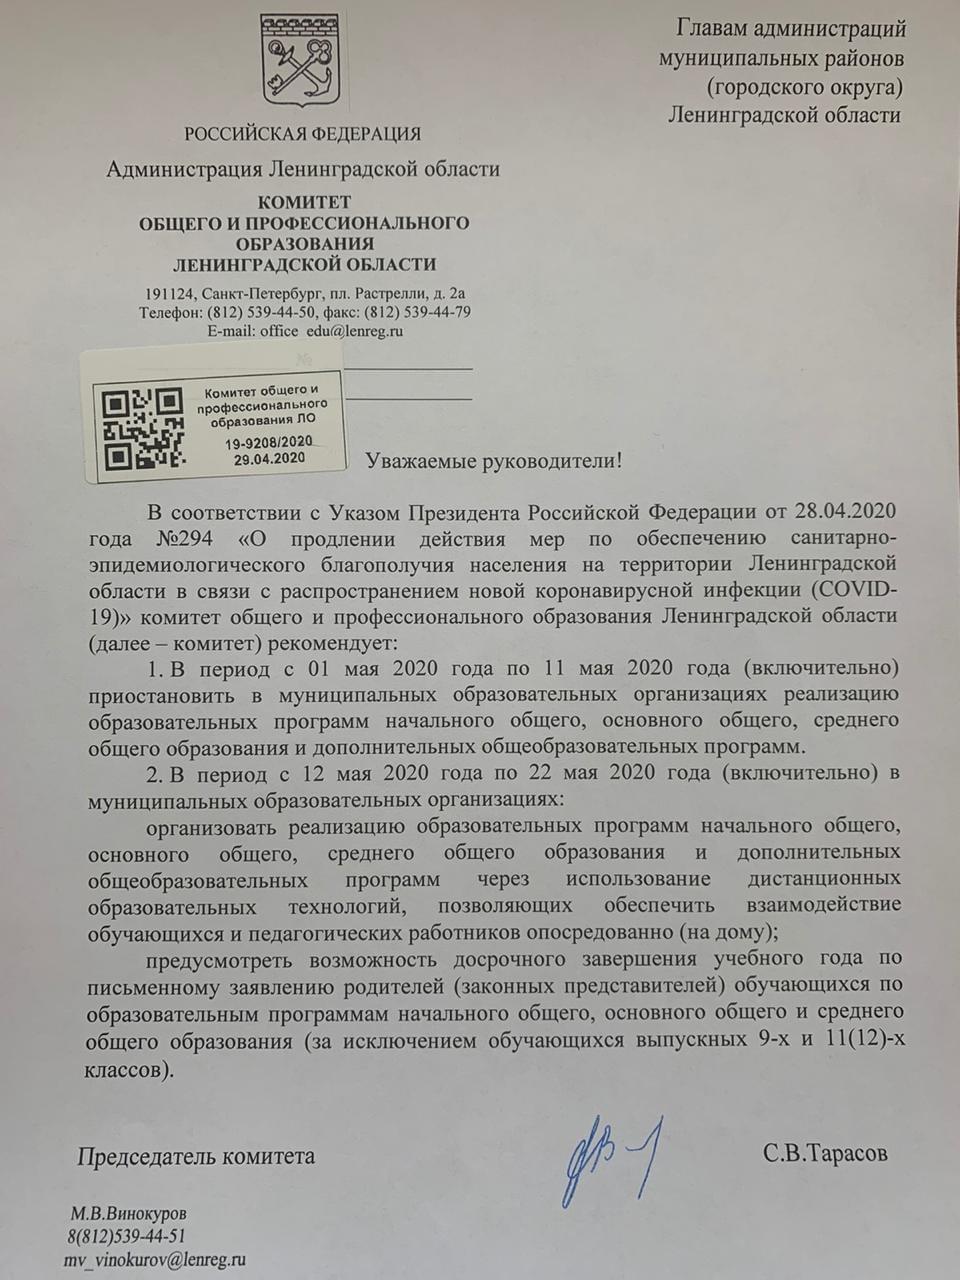 Главам администраций
муниципальных районов
(городского округа)
Ленинградской области
РОССИЙСКАЯ ФЕДЕРАЦИЯ
Администрация Ленинградской области
КОМИТЕТ
ОБЩЕГО И ПРОФЕССИОНАЛЬНОГО
ОБРАЗОВАНИЯ
ЛЕНИНГРАДСКОЙ ОБЛАСТИ
191124, Санкт-Петербург, пл. Растрелли, д. 2а
Телефон: (812) 539-44-50, факс: (812) 539-44-79
E-mail: office_edu@lenreg.ru
№
Комитет общего и
профессионального
образования ЛО
19-9208/2020
29.04.2020
Уважаемые руководители!
В соответствии с Указом Президента Российской Федерации от 28.04.2020
года №294 «О продлении действия мер по обеспечению санитарно-
эпидемиологического благополучия населения на территории Ленинградской
области в связи с распространением новой коронавирусной инфекции (COVID-
19)» комитет общего и профессионального образования Ленинградской области
(далее – комитет) рекомендует:
1. В период с 01 мая 2020 года по 11 мая 2020 года (включительно)
приостановить в муниципальных образовательных организациях реализацию
образовательных программ начального общего, основного общего, среднего
общего образования и дополнительных общеобразовательных программ.
2. В период с 12 мая 2020 года по 22 мая 2020 года (включительно) в
муниципальных образовательных организациях:
организовать реализацию образовательных программ начального общего,
основного общего, среднего общего образования и дополнительных
общеобразовательных программ через использование дистанционных
образовательных технологий, позволяющих обеспечить взаимодействие
обучающихся и педагогических работников опосредованно (на дому);
предусмотреть возможность досрочного завершения учебного года по
письменному заявлению родителей (законных представителей) обучающихся по
образовательным программам начального общего, основного общего и среднего
общего образования (за исключением обучающихся выпускных 9-х и 11(12)-х
классов).
Председатель комитета
С.В.Тарасов
М.В.Винокуров
8(812)539-44-51
mv_vinokurov@lenreg.ru